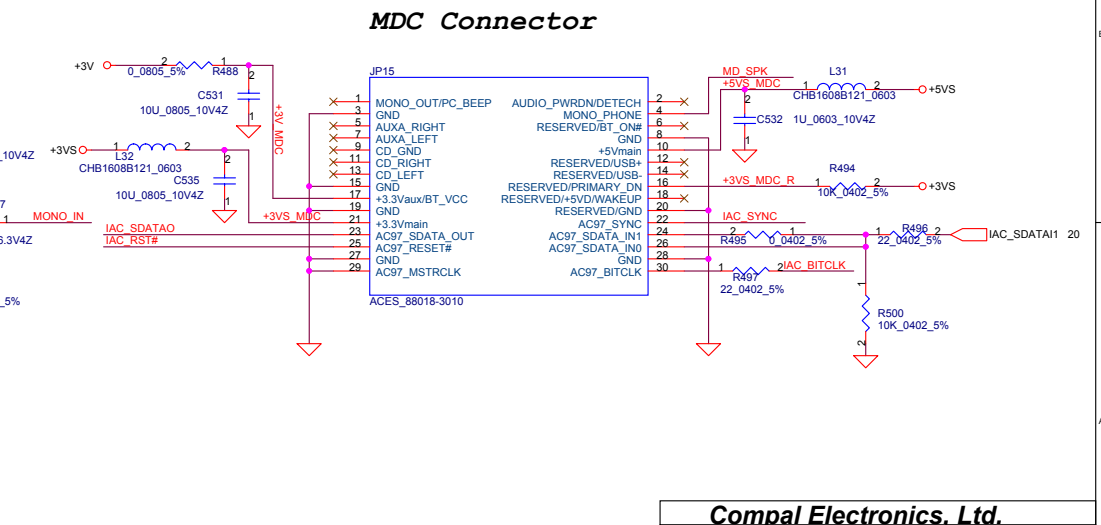 MDC Connector
+3V
2
1
0_0805_5%
R488
2
C531
10U_0805_10V4Z
1
+3V_MDC
_10V4Z
+3VS
1
2
L32
CHB1608B121_0603
2
C535
10U_0805_10V4Z
1
+3VS_MDC
7
1
MONO_IN
6.3V4Z
IAC_SDATAO
IAC_RST#
_5%
JP15
1 MONO_OUT/PC_BEEP AUDIO_PWRDN/DETECH 2
3 GND MONO_PHONE 4
5 AUXA_RIGHT RESERVED/BT_ON# 6
7 AUXA_LEFT GND 8
9 CD_GND +5Vmain 10
11 CD_RIGHT RESERVED/USB+ 12
13 CD_LEFT RESERVED/USB- 14
15 GND RESERVED/PRIMARY_DN 16
17 +3.3Vaux/BT_VCC RESERVED/+5VD/WAKEUP 18
19 GND RESERVED/GND 20
21 +3.3Vmain AC97_SYNC 22
23 AC97_SDATA_OUT AC97_SDATA_IN1 24
25 AC97_RESET# AC97_SDATA_IN0 26
27 GND GND 28
29 AC97_MSTRCLK AC97_BITCLK 30
ACES_88018-3010
MD_SPK
+5VS_MDC
L31
1
2
+5VS
CHB1608B121_0603
2
C532
1U_0603_10V4Z
1
+3VS_MDC_R
R494
1
2
+3VS
10K_0402_5%
IAC_SYNC
2
1
R495
0_0402_5%
R496
1
2
22_0402_5%
IAC_SDATAI1 20
1
2
IAC_BITCLK
R497
22_0402_5%
1
R500
10K_0402_5%
2
Compal Electronics, Ltd.